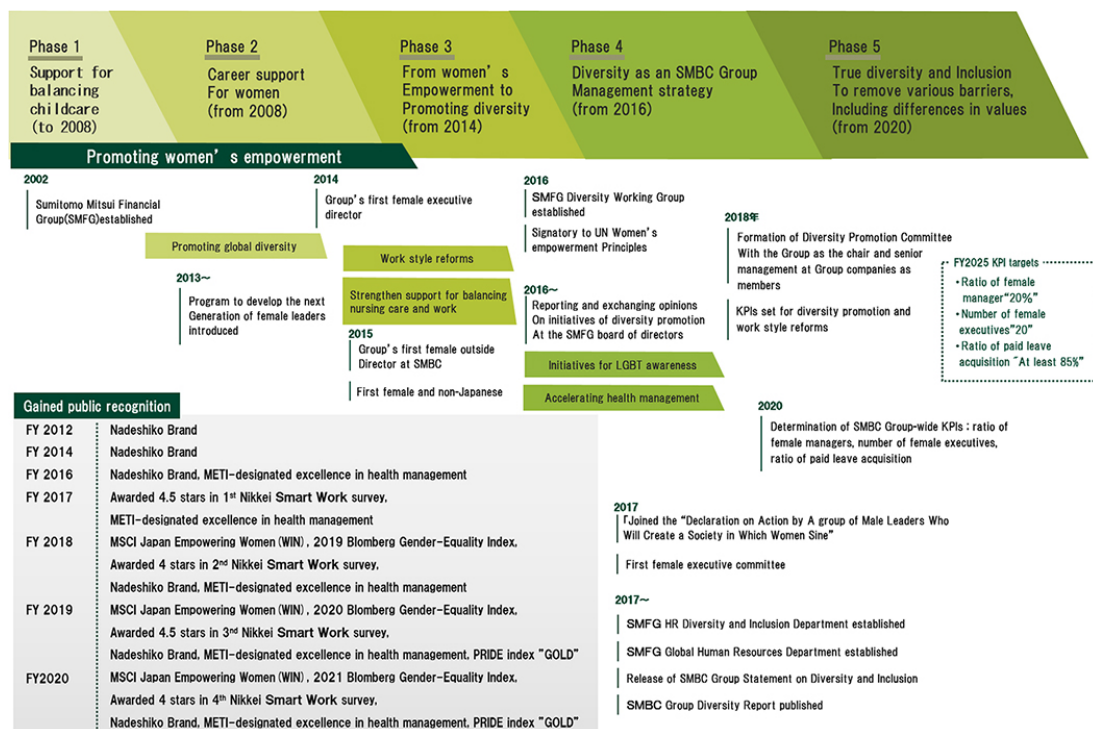 Phase 1
Support for
balancing
childcare
(to 2008)
Phase 2
Career support
For women
(from 2008)
Phase 3
From women's
Empowerment to
Promoting diversity
(from 2014)
Phase 4
Diversity as an SMBC Group
Management strategy
(from 2016)
Phase 5
True diversity and Inclusion
To remove various barriers,
Including differences in values
(from 2020)
Promoting women's empowerment
2002
Sumitomo Mitsui Financial
Group(SMFG)established
Promoting global diversity
2013～
Program to develop the next
Generation of female leaders
introduced
2014
Group's first female executive
director
Work style reforms
Strengthen support for balancing
nursing care and work
2015
Group's first female outside
Director at SMBC
First female and non-Japanese
2016
SMFG Diversity Working Group
established
Signatory to UN Women's
empowerment Principles
2016～
Reporting and exchanging opinions
On initiatives of diversity promotion
At the SMFG board of directors
Initiatives for LGBT awareness
Accelerating health management
2018年
Formation of Diversity Promotion Committee
With the Group as the chair and senior
management at Group companies as
members
KPIs set for diversity promotion and
work style reforms
FY2025 KPI targets
・Ratio of female
manager"20%"
・Number of female
executives"20"
・Ratio of paid leave
acquisition "At least 85%"
2020
Determination of SMBC Group-wide KPIs : ratio of
female managers, number of female executives,
ratio of paid leave acquisition
2017
「Joined the "Declaration on Action by A group of Male Leaders Who
Will Create a Society in Which Women Sine"
First female executive committee
2017～
SMFG HR Diversity and Inclusion Department established
SMFG Global Human Resources Department established
Release of SMBC Group Statement on Diversity and Inclusion
SMBC Group Diversity Report published
Gained public recognition
FY 2012 Nadeshiko Brand
FY 2014 Nadeshiko Brand
FY 2016 Nadeshiko Brand, METI-designated excellence in health management
FY 2017 Awarded 4.5 stars in 1st Nikkei Smart Work survey,
METI-designated excellence in health management
FY 2018 MSCI Japan Empowering Women (WIN), 2019 Blomberg Gender-Equality Index,
Awarded 4 stars in 2nd Nikkei Smart Work survey,
Nadeshiko Brand, METI-designated excellence in health management
FY 2019 MSCI Japan Empowering Women (WIN), 2020 Blomberg Gender-Equality Index,
Awarded 4.5 stars in 3nd Nikkei Smart Work survey,
Nadeshiko Brand, METI-designated excellence in health management, PRIDE index "GOLD"
FY2020 MSCI Japan Empowering Women (WIN), 2021 Blomberg Gender-Equality Index,
Awarded 4 stars in 4th Nikkei Smart Work survey,
Nadeshiko Brand, METI-designated excellence in health management, PRIDE index "GOLD"